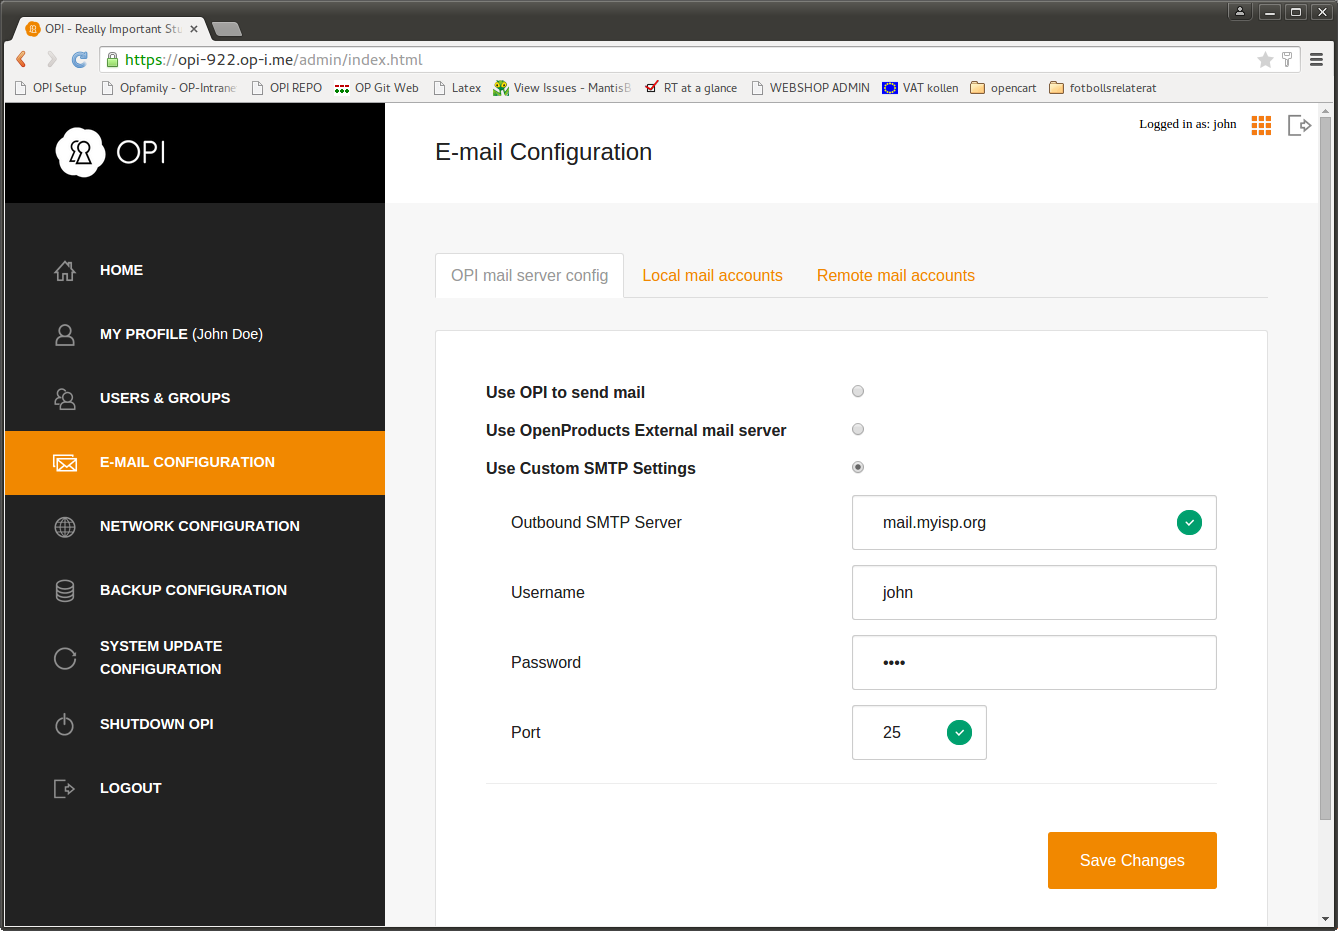 OPI - Really Important Stu
https://opi-922.op-i.me/admin/index.html
OPI Setup Opfamily - OP-Intrane OPI REPO OP Git Web Latex View Issues - MantisB RT at a glance WEBSHOP ADMIN VAT kollen opencart fotbollsrelaterat
OPI
Logged in as: john
E-mail Configuration
HOME
MY PROFILE (John Doe)
USERS & GROUPS
E-MAIL CONFIGURATION
NETWORK CONFIGURATION
BACKUP CONFIGURATION
SYSTEM UPDATE
CONFIGURATION
SHUTDOWN OPI
LOGOUT
OPI mail server config Local mail accounts Remote mail accounts
Use OPI to send mail
Use OpenProducts External mail server
Use Custom SMTP Settings
Outbound SMTP Server mail.myisp.org
Username john
Password ••••
Port 25
Save Changes